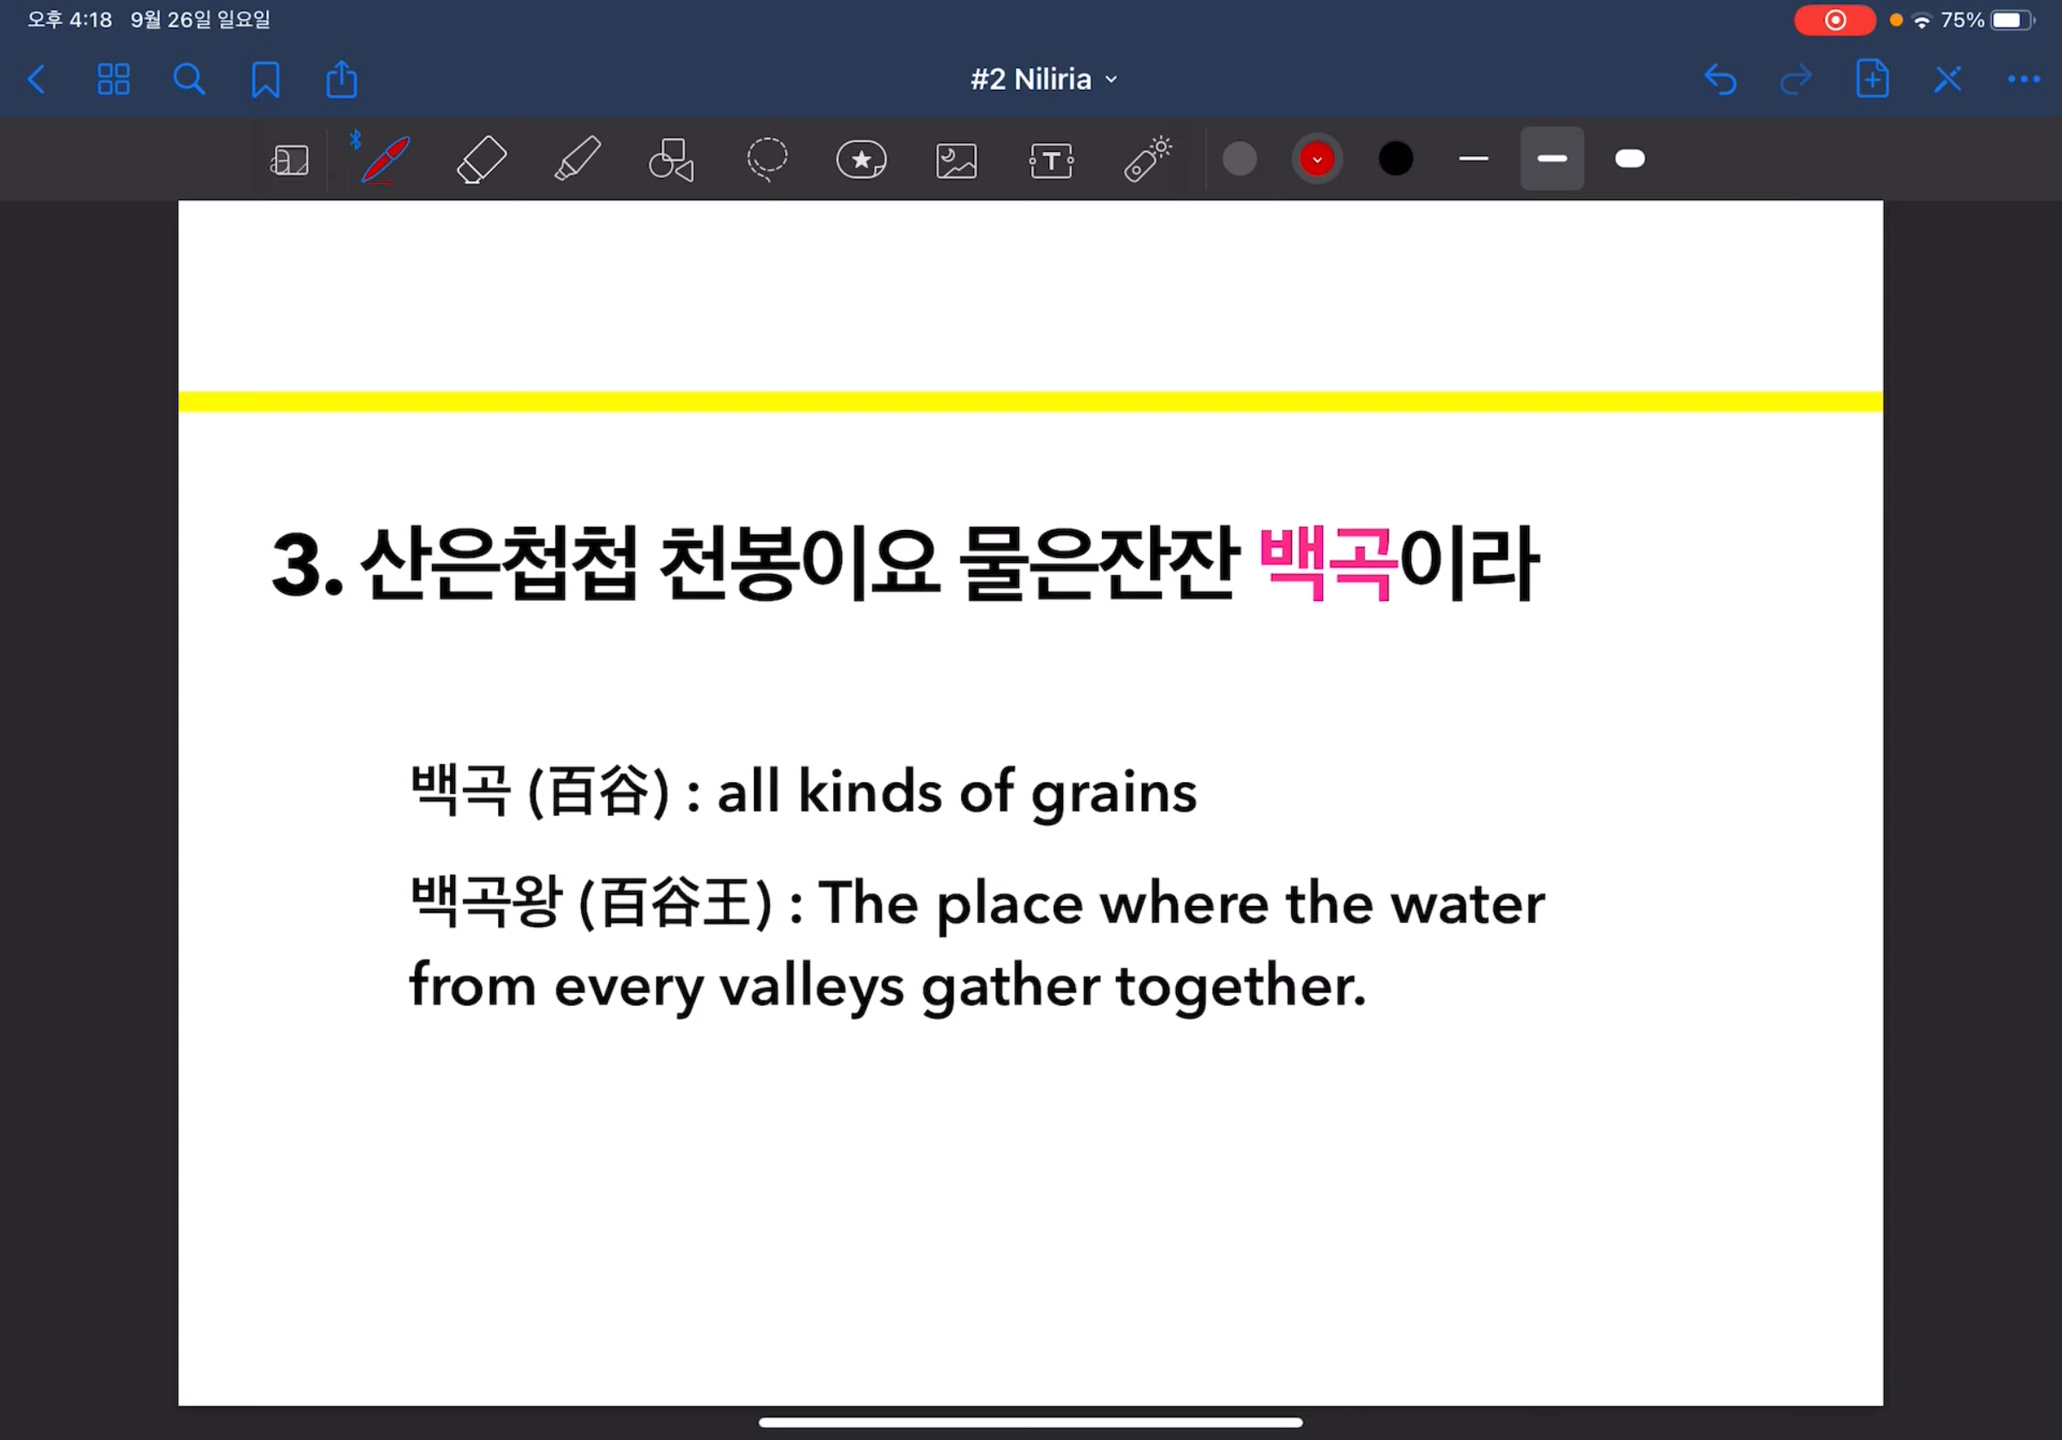 오후 4:18 9월 26일 일요일
75%
#2 Niliria
3. 산은첩첩 천봉이요 물은잔잔 백곡이라
백곡 (百谷) : all kinds of grains
백곡왕 (百谷王) : The place where the water
from every valleys gather together.